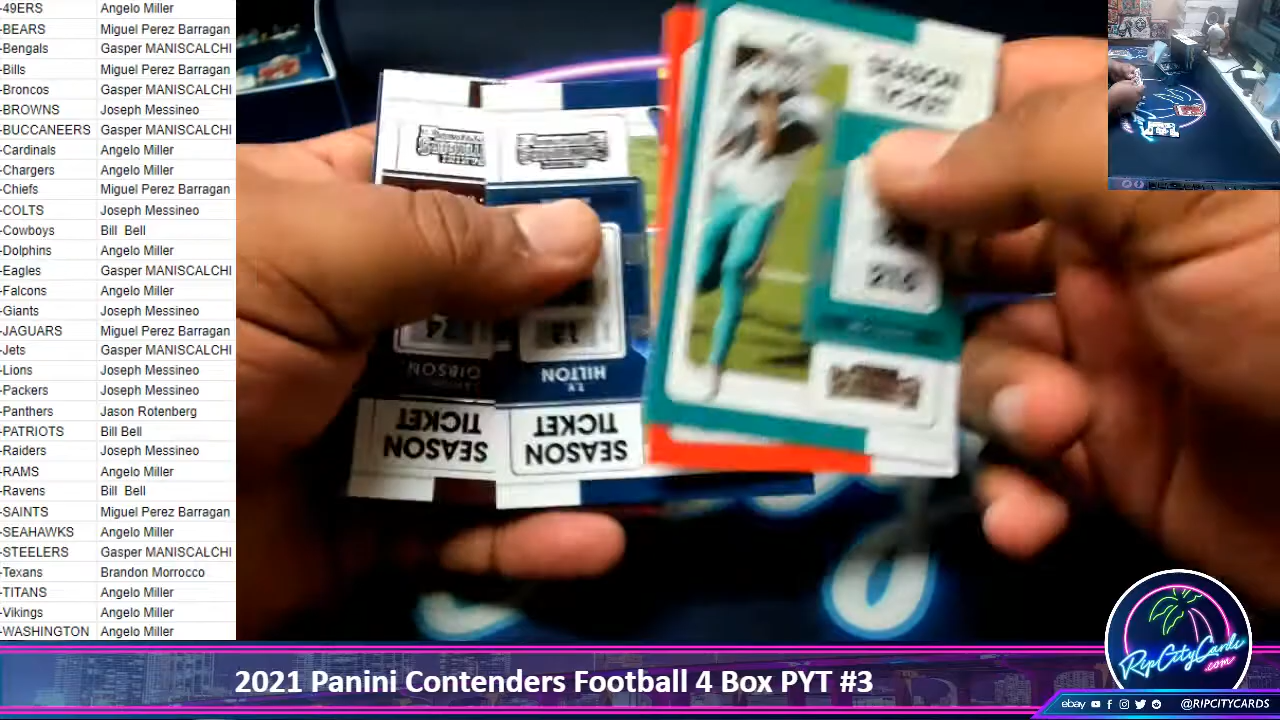 -49ERS Angelo Miller
-BEARS Miguel Perez Barragan
-Bengals Gasper MANISCALCHI
-Bills Miguel Perez Barragan
-Broncos Gasper MANISCALCHI
-BROWNS Joseph Messineo
-BUCCANEERS Gasper MANISCALCHI
-Cardinals Angelo Miller
-Chargers Angelo Miller
-Chiefs Miguel Perez Barragan
-COLTS Joseph Messineo
-Cowboys Bill Bell
-Dolphins Angelo Miller
-Eagles Gasper MANISCALCHI
-Falcons Angelo Miller
-Giants Joseph Messineo
-JAGUARS Miguel Perez Barragan
-Jets Gasper MANISCALCHI
-Lions Joseph Messineo
-Packers Joseph Messineo
-Panthers Jason Rotenberg
-PATRIOTS Bill Bell
-Raiders Joseph Messineo
-RAMS Angelo Miller
-Ravens Bill Bell
-SAINTS Miguel Perez Barragan
-SEAHAWKS Angelo Miller
-STEELERS Gasper MANISCALCHI
-Texans Brandon Morrocco
-TITANS Angelo Miller
-Vikings Angelo Miller
-WASHINGTON Angelo Miller
SEASON
TICKET
GIBSON
SEASON
TICKET
T.Y.
HILTON
13
SEASON
TICKET
2021 Panini Contenders Football 4 Box PYT #3
RipCityCards
.com
ebay @RIPCITYCARDS